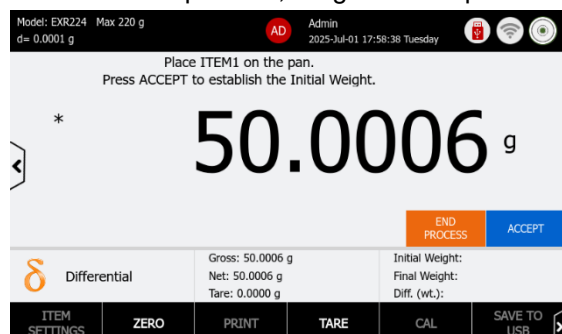 Model: EXR224 Max 220 g
d= 0.0001 g
AD
Admin
2025-Jul-01 17:58:38 Tuesday
Place ITEM1 on the pan.
Press ACCEPT to establish the Initial Weight.
*
50.0006 g
END
PROCESS
ACCEPT
δ
Differential
Gross: 50.0006 g
Net: 50.0006 g
Tare: 0.0000 g
Initial Weight:
Final Weight:
Diff. (wt.):
ITEM
SETTINGS
ZERO
PRINT
TARE
CAL
SAVE TO
USB